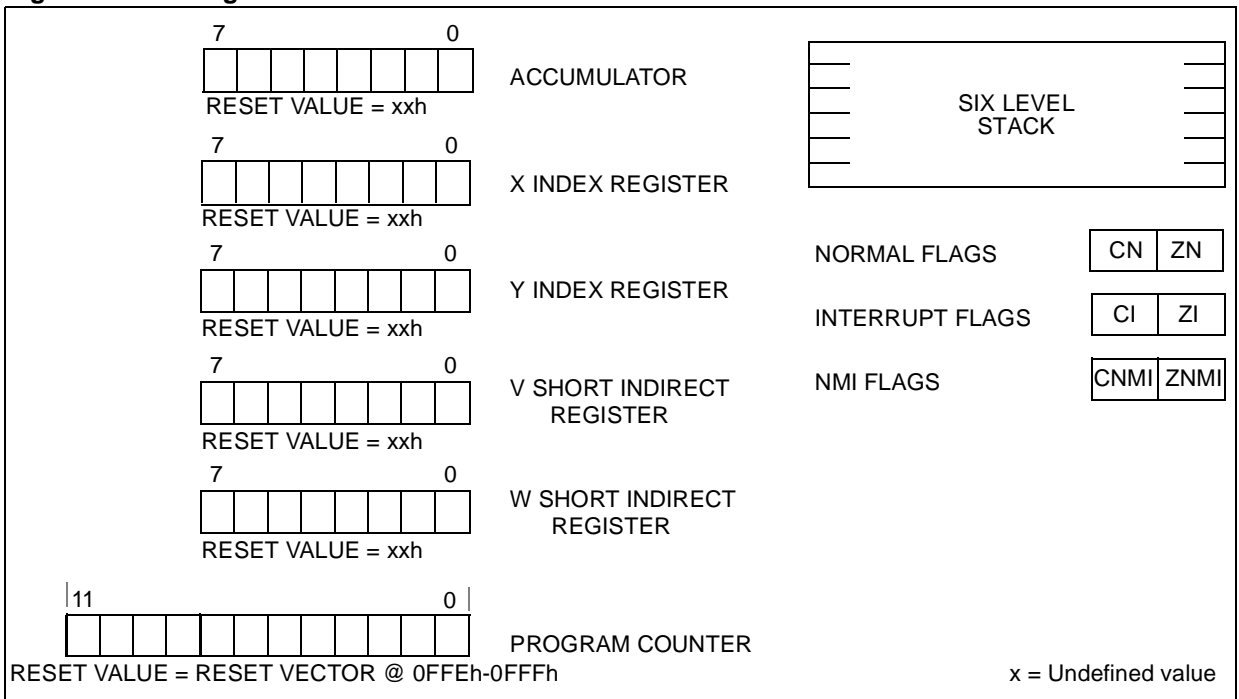 7 0
ACCUMULATOR
RESET VALUE = xxh
7 0
X INDEX REGISTER
RESET VALUE = xxh
7 0
Y INDEX REGISTER
RESET VALUE = xxh
7 0
V SHORT INDIRECT
REGISTER
RESET VALUE = xxh
7 0
W SHORT INDIRECT
REGISTER
RESET VALUE = xxh
11 0
PROGRAM COUNTER
RESET VALUE = RESET VECTOR @ 0FFEh-0FFFh
SIX LEVEL
STACK
NORMAL FLAGS CN ZN
INTERRUPT FLAGS CI ZI
NMI FLAGS CNMI ZNMI
x = Undefined value